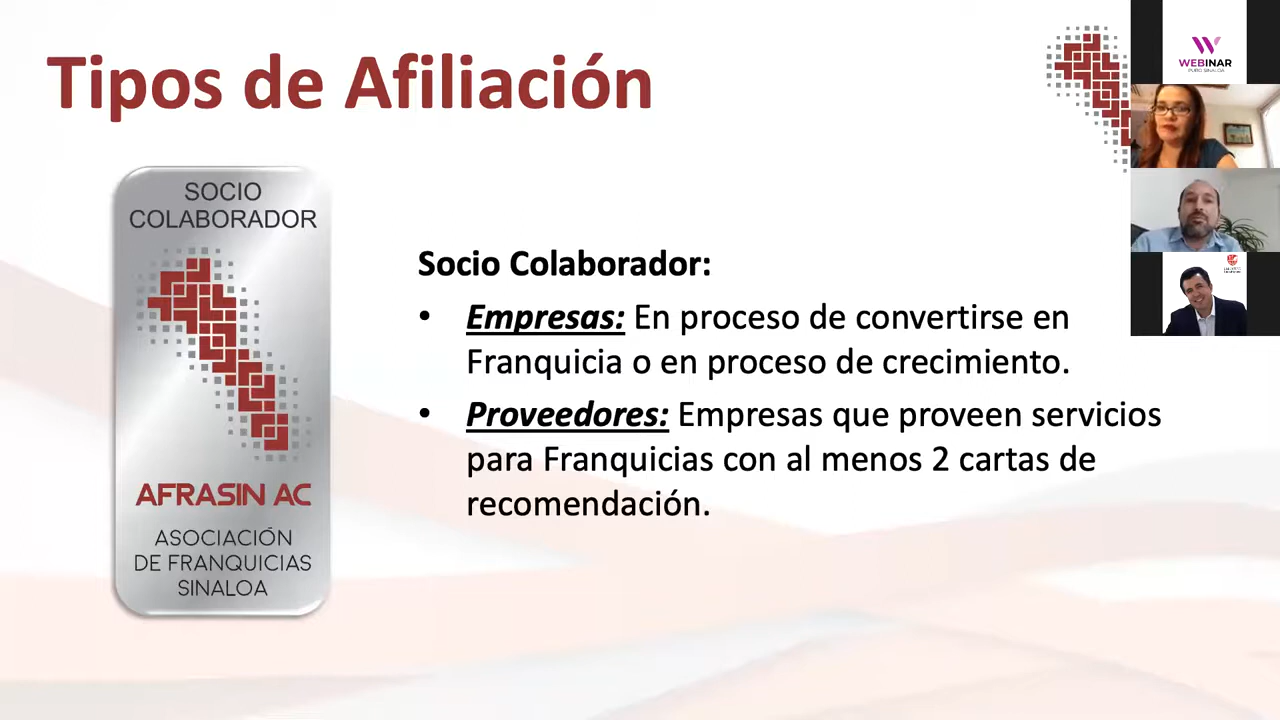 Tipos de Afiliación
WEBINAR
PURO SINALOA
SOCIO
COLABORADOR
AFRASIN AC
ASOCIACIÓN
DE FRANQUICIAS
SINALOA
Socio Colaborador:
• Empresas: En proceso de convertirse en
Franquicia o en proceso de crecimiento.
• Proveedores: Empresas que proveen servicios
para Franquicias con al menos 2 cartas de
recomendación.